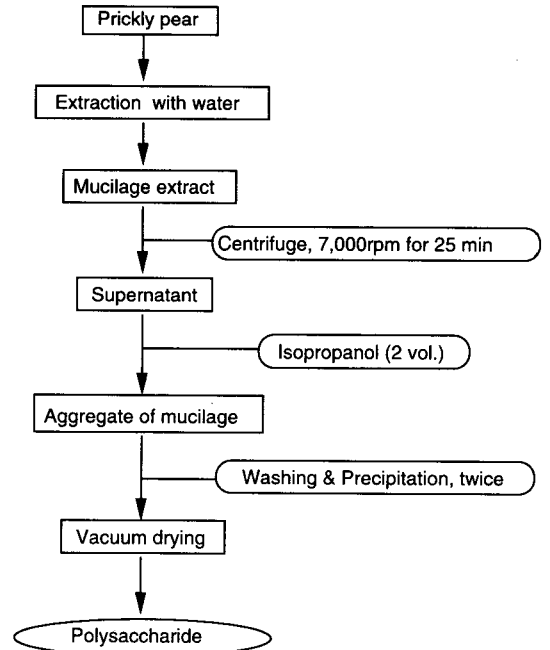 Prickly pear
Extraction with water
Mucilage extract
Centrifuge, 7,000rpm for 25 min
Supernatant
Isopropanol (2 vol.)
Aggregate of mucilage
Washing & Precipitation, twice
Vacuum drying
Polysaccharide